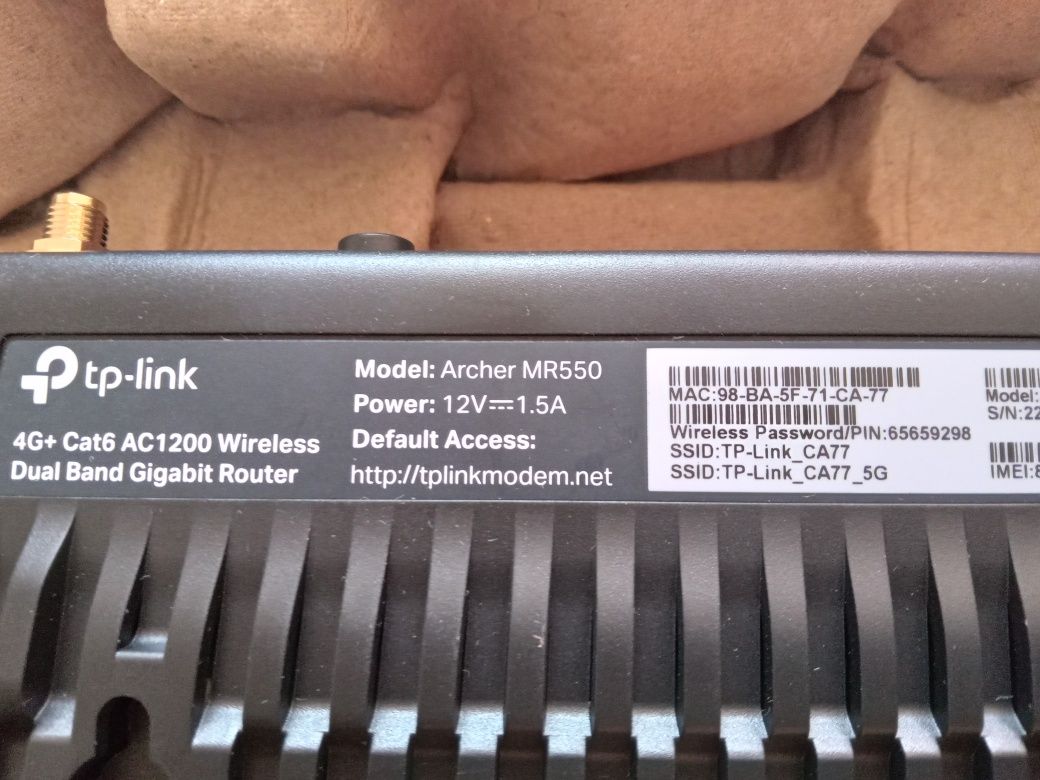 tp-link
4G+ Cat6 AC1200 Wireless
Dual Band Gigabit Router
Model: Archer MR550
Power: 12V⎓1.5A
Default Access:
http://tplinkmodem.net
MAC:98-BA-5F-71-CA-77
Wireless Password/PIN:65659298
SSID:TP-Link_CA77
SSID:TP-Link_CA77_5G
Model:
S/N:22
IMEI:8